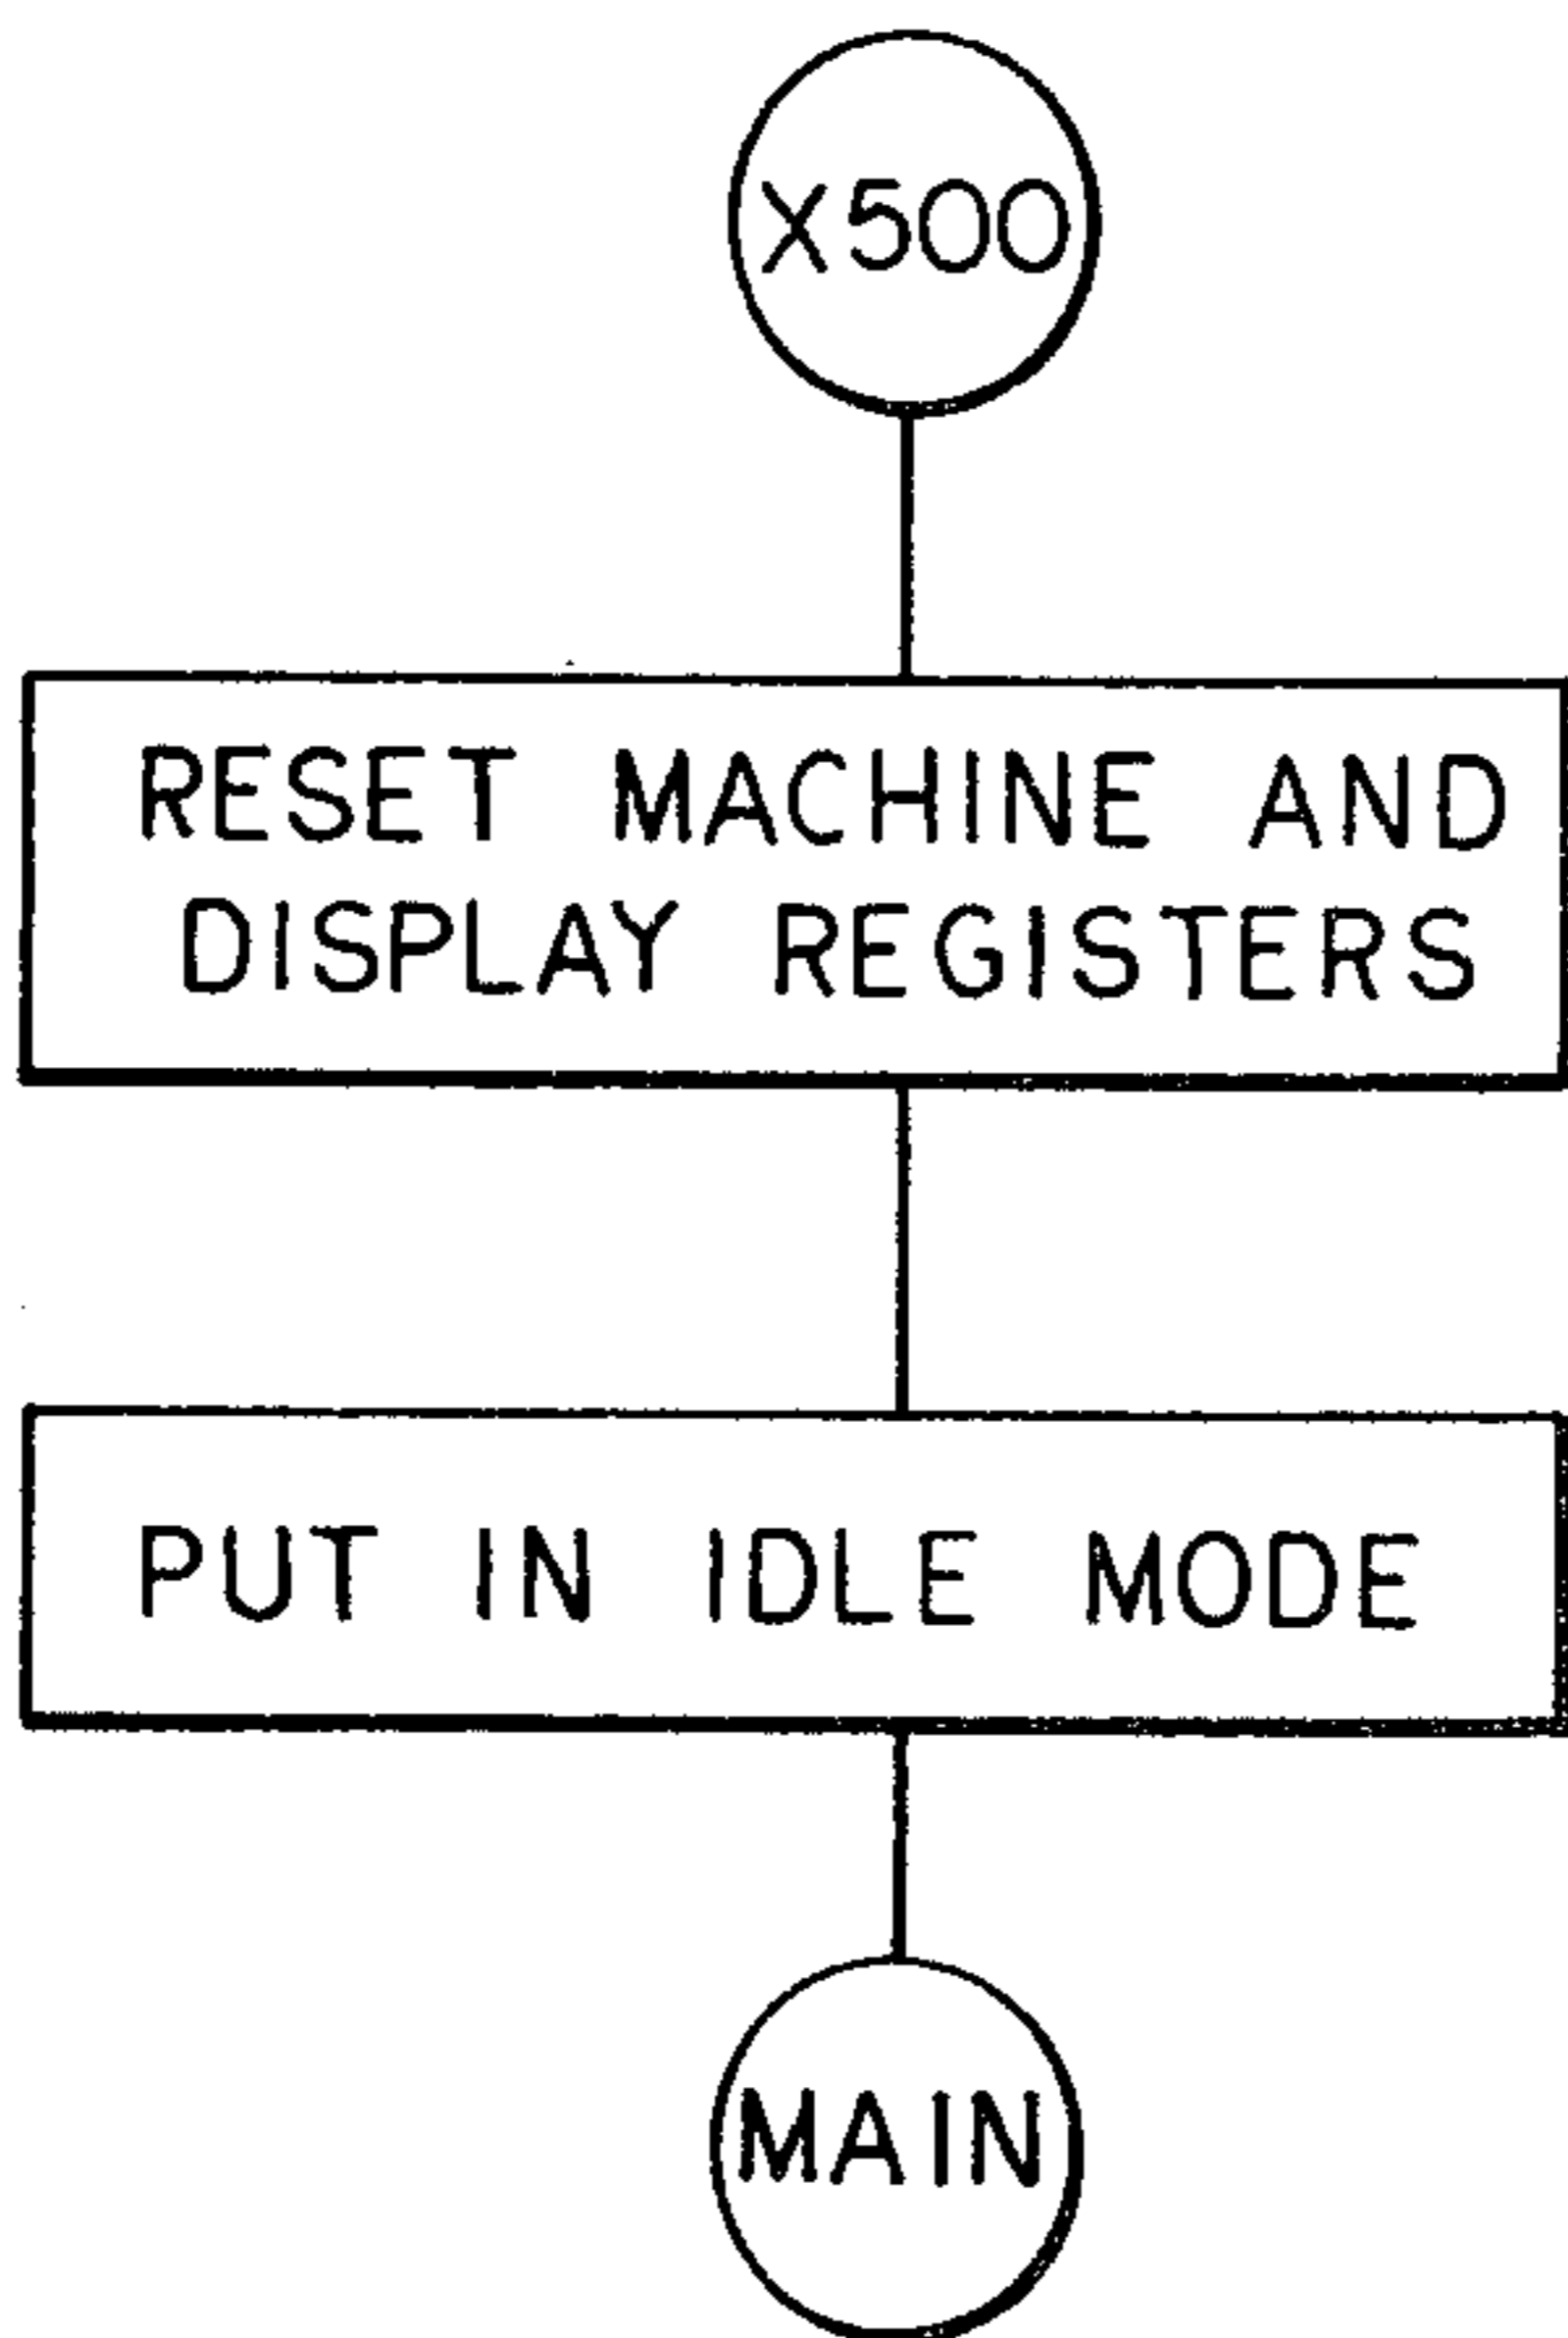 X500
RESET MACHINE AND
DISPLAY REGISTERS
PUT IN IDLE MODE
MAIN